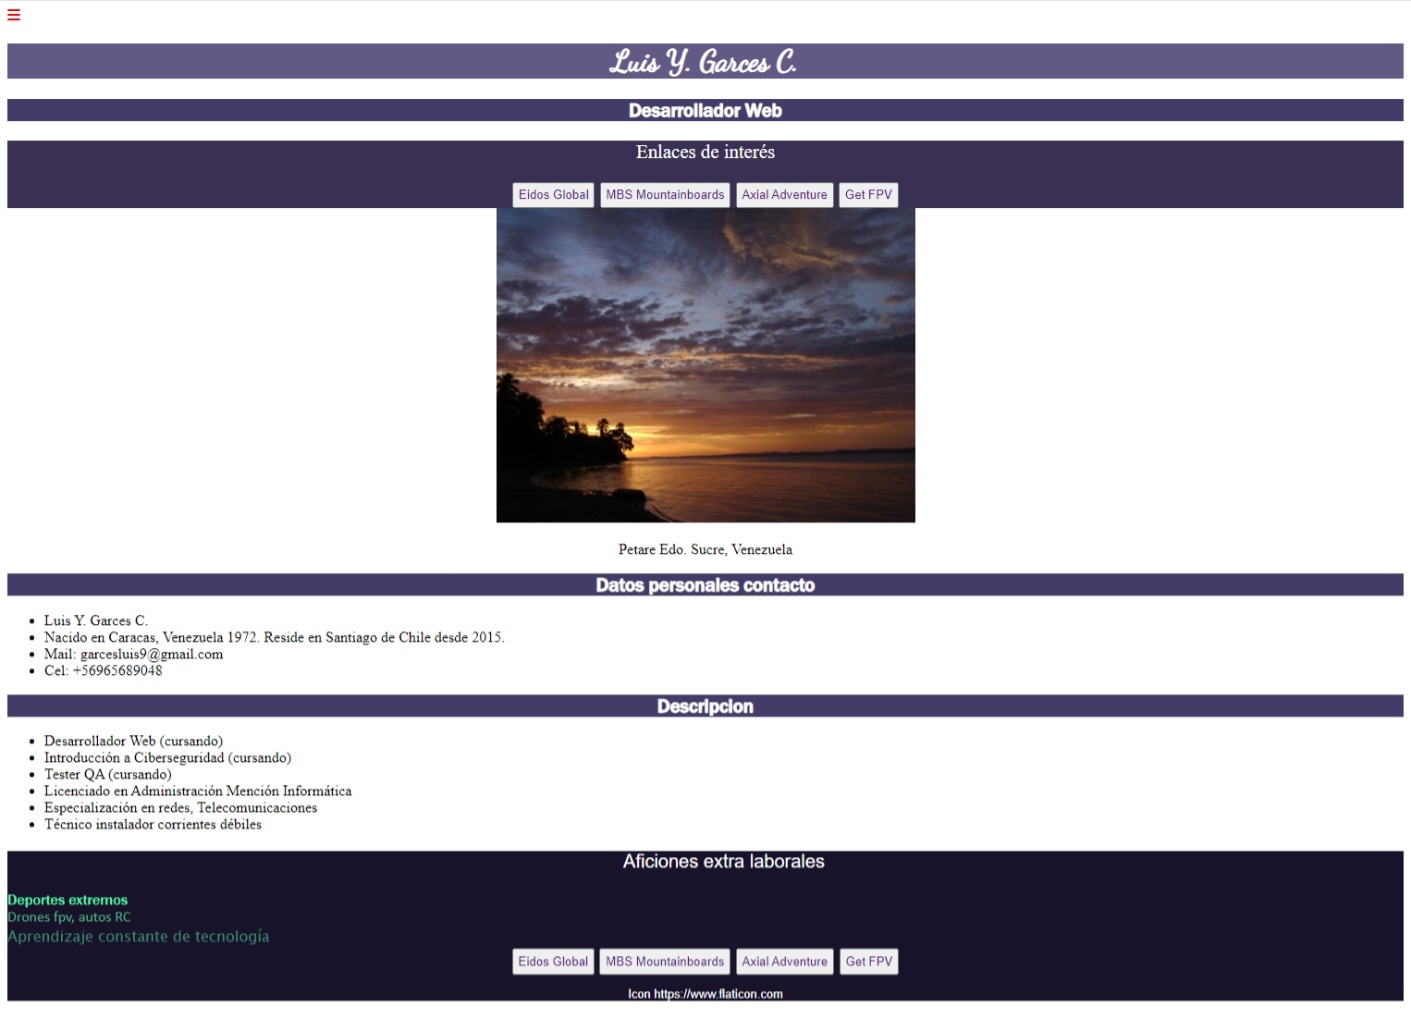 Luis Y. Garces C.
Desarrollador Web
Enlaces de interés
Eidos Global MBS Mountainboards Axial Adventure Get FPV
Petare Edo. Sucre, Venezuela
Datos personales contacto
Luis Y. Garces C.
Nacido en Caracas, Venezuela 1972. Reside en Santiago de Chile desde 2015.
Mail: garcesluis9@gmail.com
Cel: +56965689048
Descripcion
Desarrollador Web (cursando)
Introducción a Ciberseguridad (cursando)
Tester QA (cursando)
Licenciado en Administración Mención Informática
Especialización en redes, Telecomunicaciones
Técnico instalador corrientes débiles
Aficiones extra laborales
Deportes extremos
Drones fpv, autos RC
Aprendizaje constante de tecnología
Eidos Global MBS Mountainboards Axial Adventure Get FPV
Icon https://www.flaticon.com